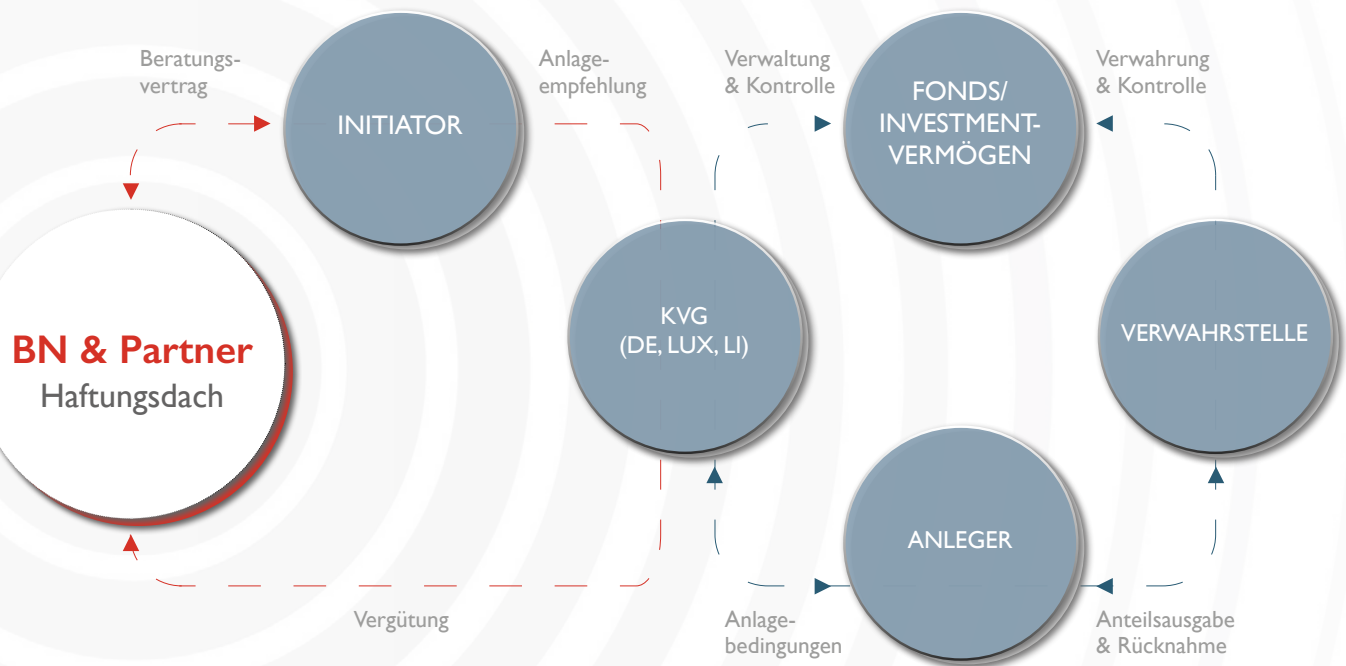 Beratungs-
vertrag
INITIATOR
Anlage-
empfehlung
Verwaltung
& Kontrolle
FONDS/
INVESTMENT-
VERMÖGEN
Verwahrung
& Kontrolle
BN & Partner
Haftungsdach
KVG
(DE, LUX, LI)
VERWAHRSTELLE
ANLEGER
Vergütung
Anlage-
bedingungen
Anteilsausgabe
& Rücknahme